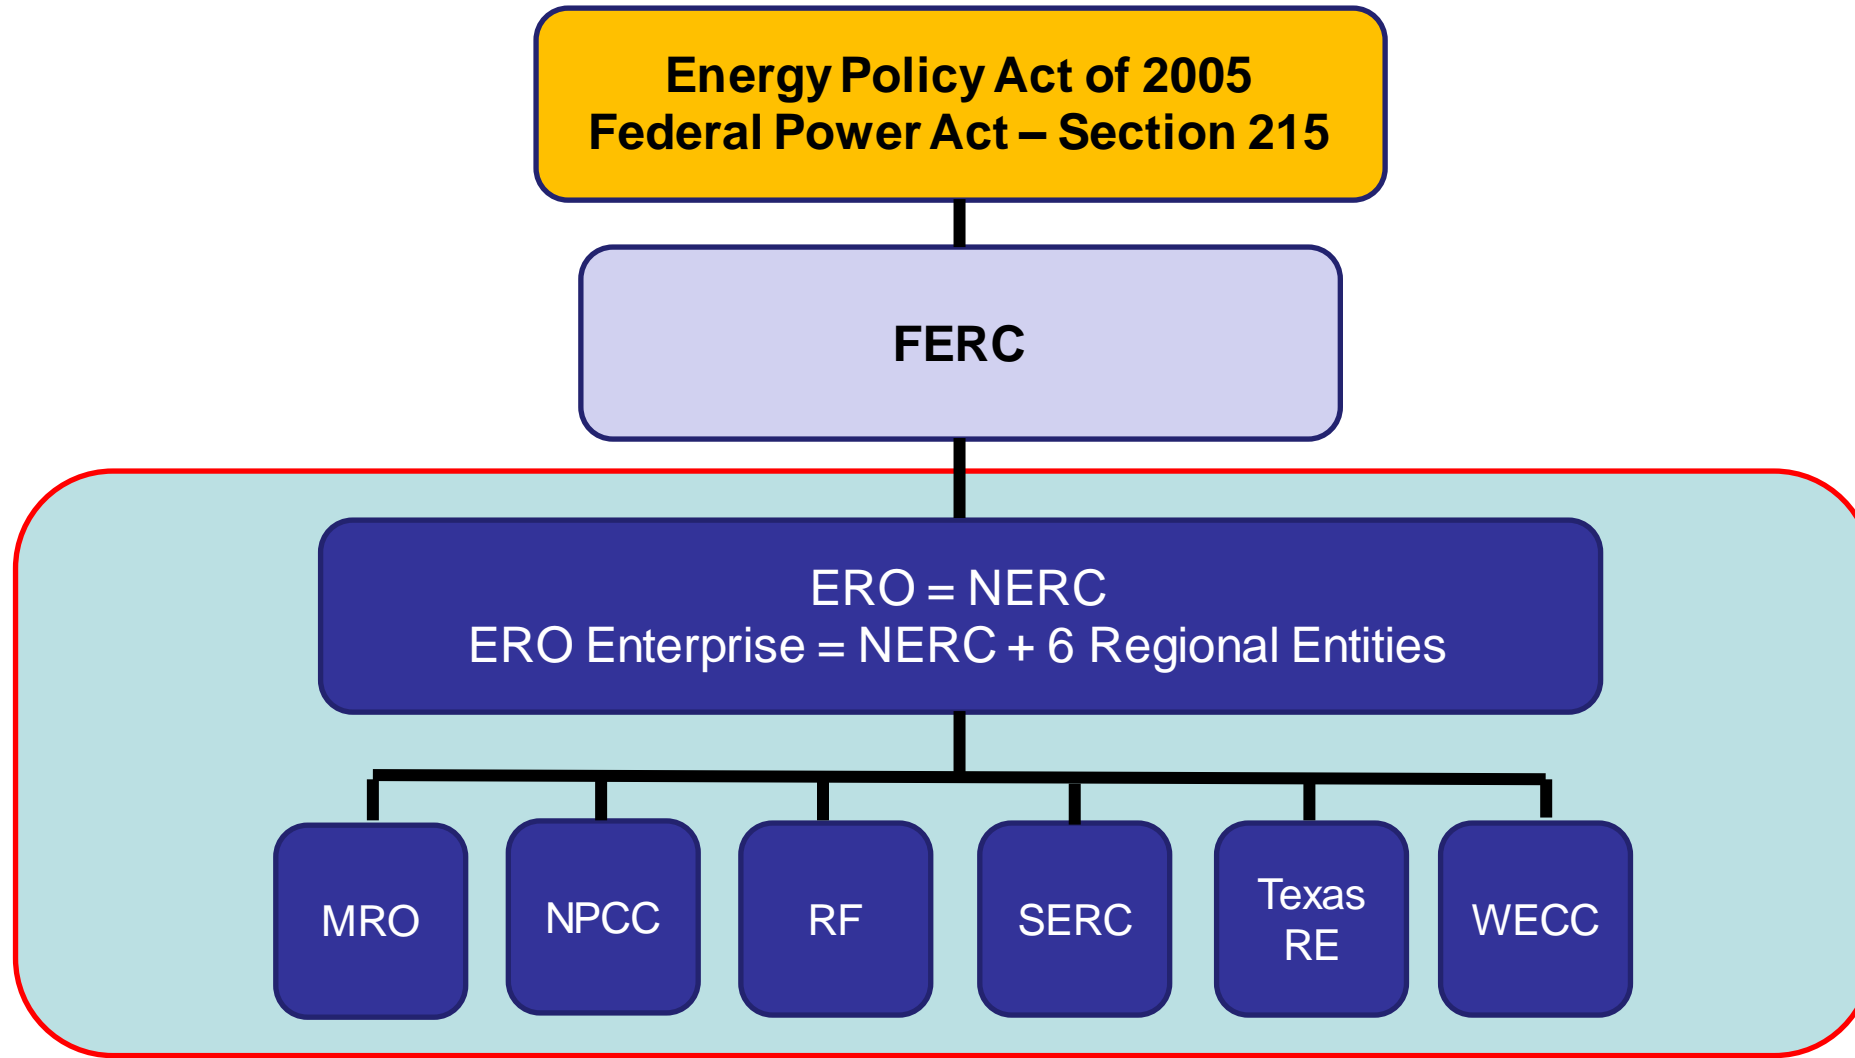 Energy Policy Act of 2005
Federal Power Act – Section 215
FERC
ERO = NERC
ERO Enterprise = NERC + 6 Regional Entities
MRO
NPCC
RF
SERC
Texas
RE
WECC